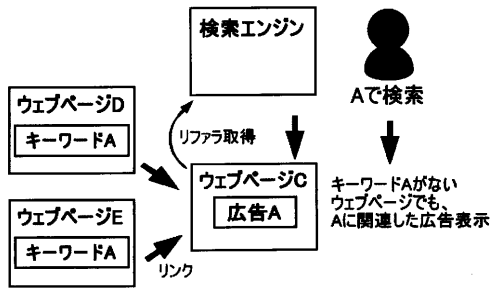 検索エンジン
Aで検索
ウェブページD
キーワードA
リファラ取得
ウェブページC
広告A
キーワードAがない
ウェブページでも、
Aに関連した広告表示
ウェブページE
キーワードA
リンク